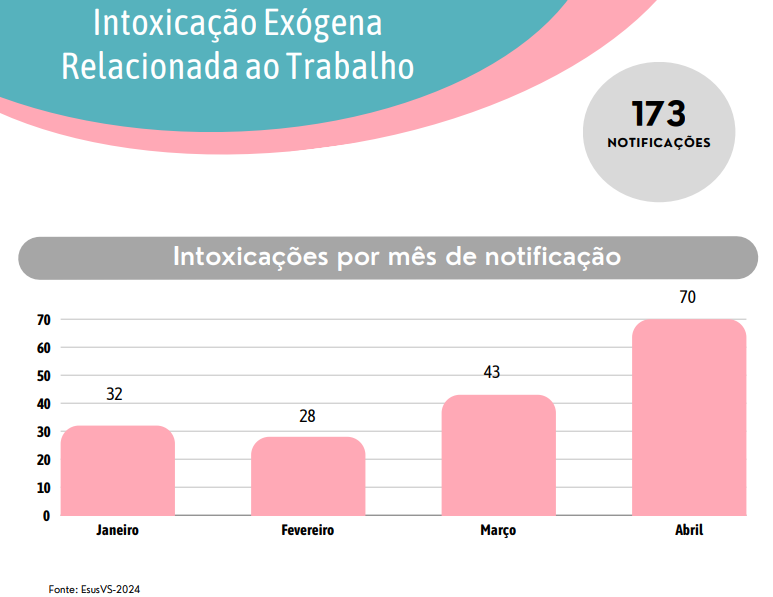 Intoxicação Exógena
Relacionada ao Trabalho
173
NOTIFICAÇÕES
Intoxicações por mês de notificação
70
70
60
50
43
40
32
28
30
20
10
0
Janeiro Fevereiro Março Abril
Fonte: EsusVS-2024